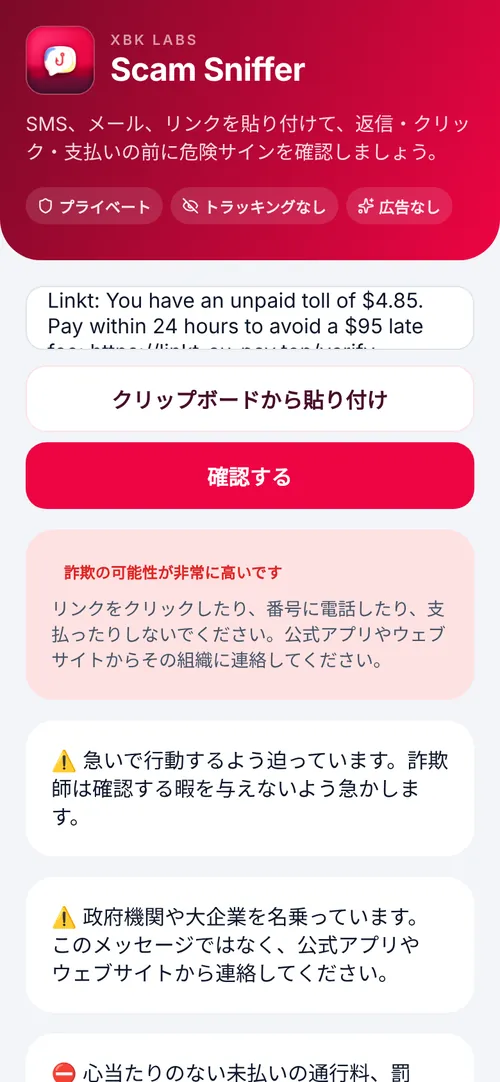 XBK LABS
Scam Sniffer
SMS、メール、リンクを貼り付けて、返信・クリッ
ク・支払いの前に危険サインを確認しましょう。
プライベート
トラッキングなし
広告なし
Linkt: You have an unpaid toll of $4.85.
Pay within 24 hours to avoid a $95 late
クリップボードから貼り付け
確認する
詐欺の可能性が非常に高いです
リンクをクリックしたり、番号に電話したり、支
払ったりしないでください。公式アプリやウェブ
サイトからその組織に連絡してください。
⚠️ 急いで行動するよう迫っています。詐欺
師は確認する暇を与えないよう急かしま
す。
⚠️ 政府機関や大企業を名乗っています。
このメッセージではなく、公式アプリや
ウェブサイトから連絡してください。
⛔ 心当たりのない未払いの通行料、罰